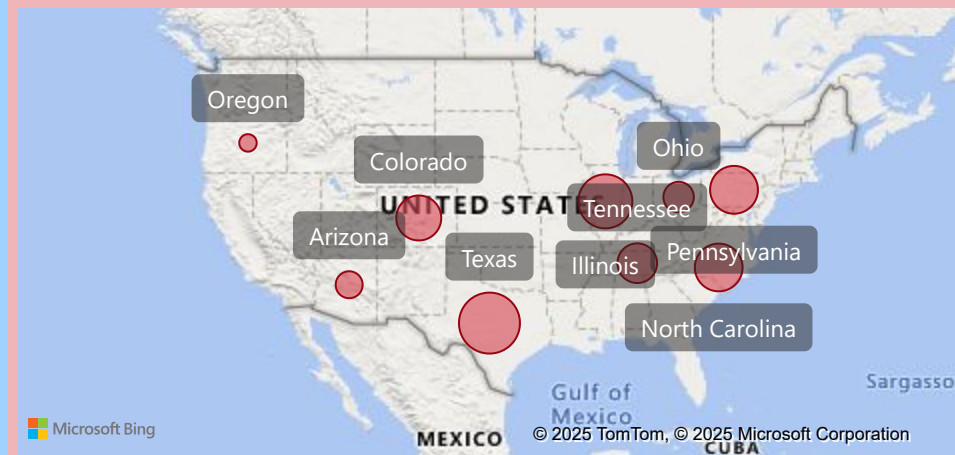 Oregon
Ohio
Colorado
UNITED STATE
Tennessee
Arizona
Texas
Illinois
Pennsylvania
North Carolina
Sargasso
Gulf of
Mexico
Microsoft Bing
MEXICO
© 2025 TomTom, © 2025 Microsoft Corporation
CUBA